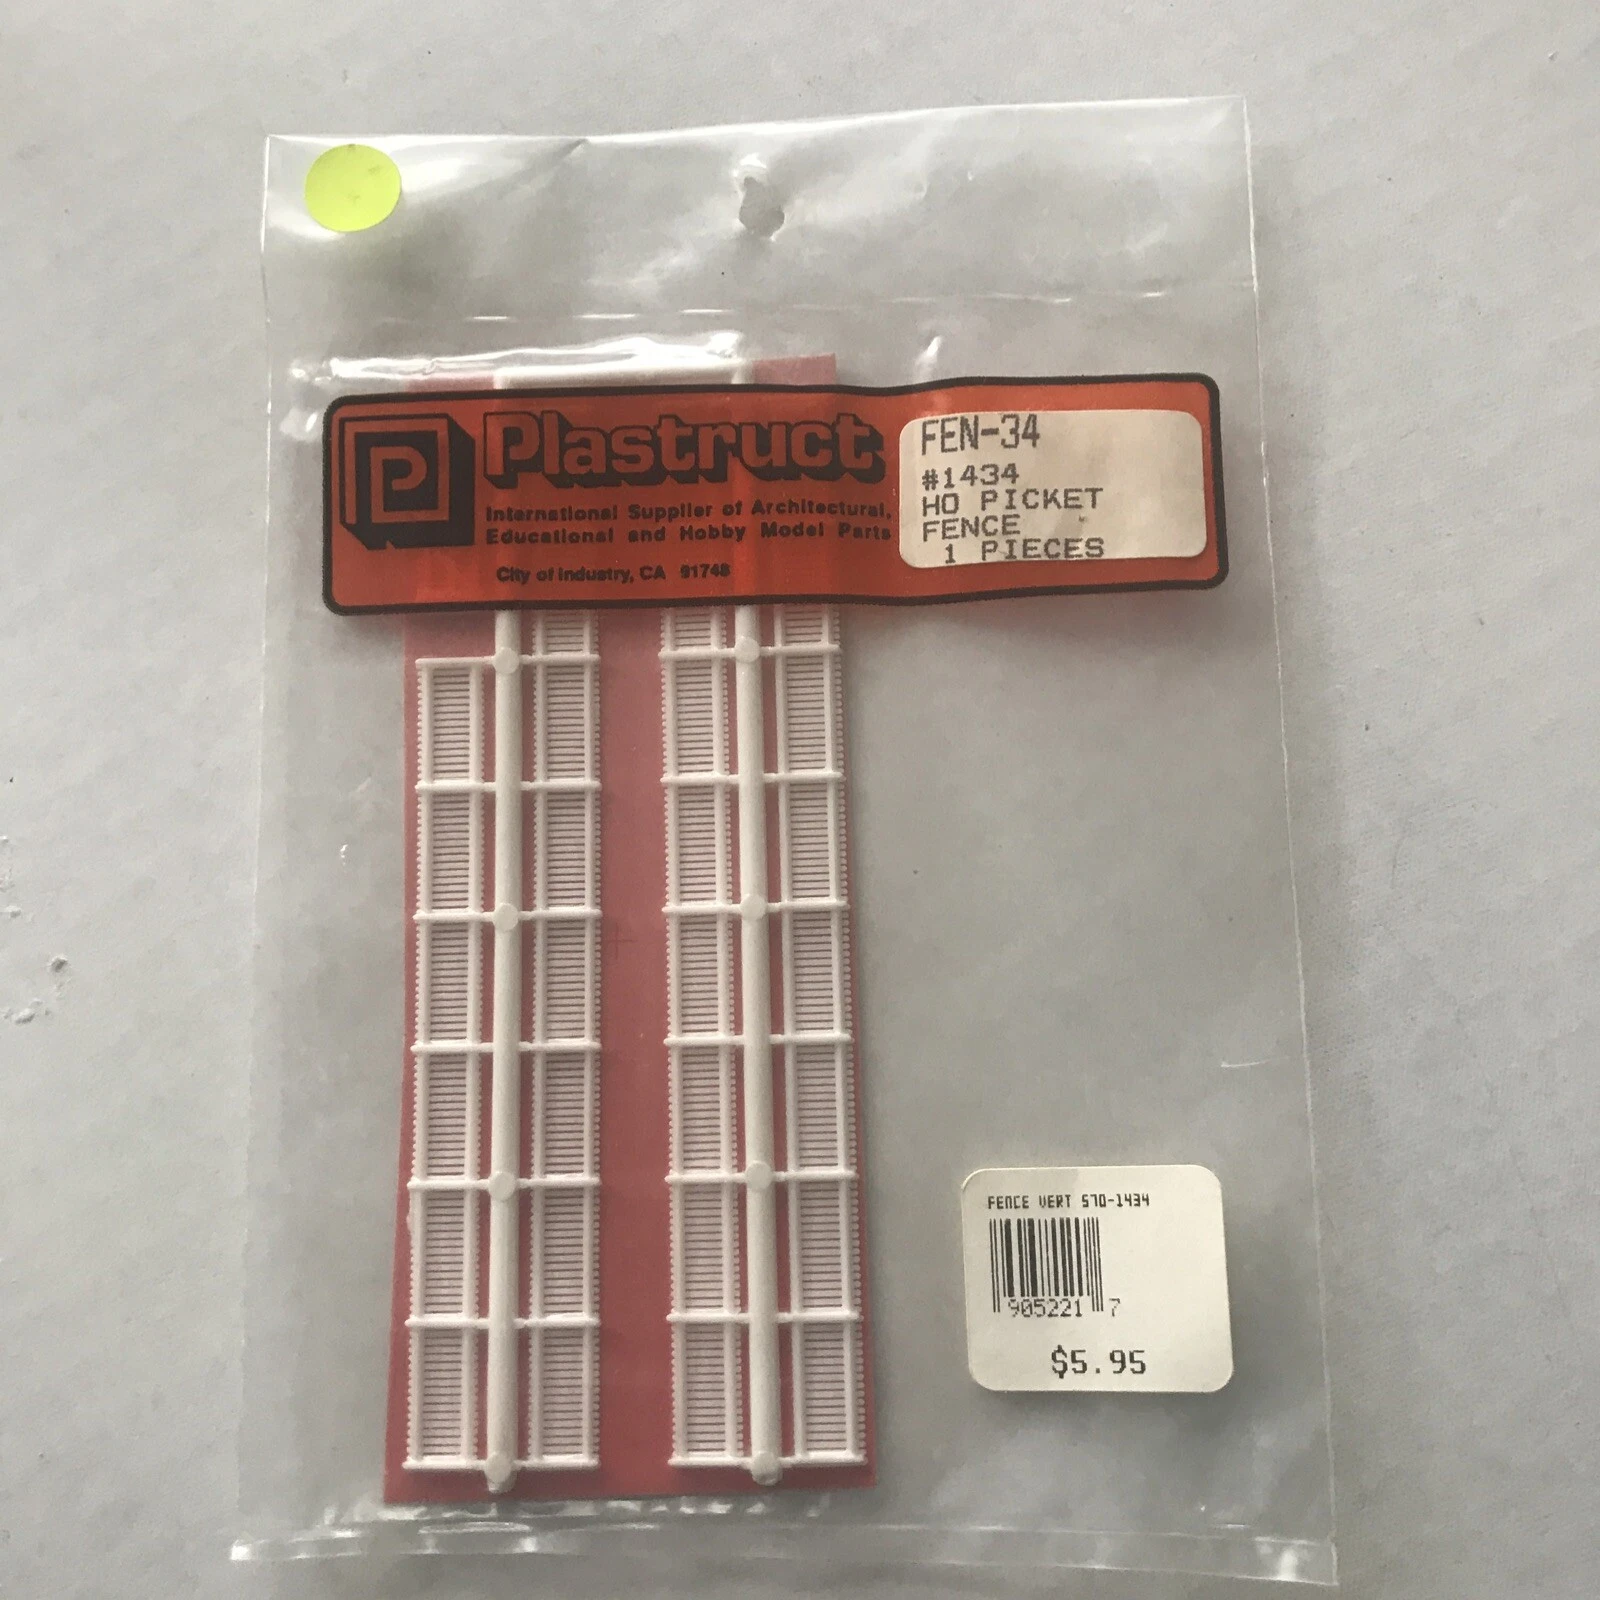 P
Plastruct
International Supplier of Architectural,
Educational and Hobby Model Parts
City of Industry, CA 91748
FEN-34
#1434
HO PICKET
FENCE
1 PIECES
FENCE VERT 570-1434
905221 7
$5.95